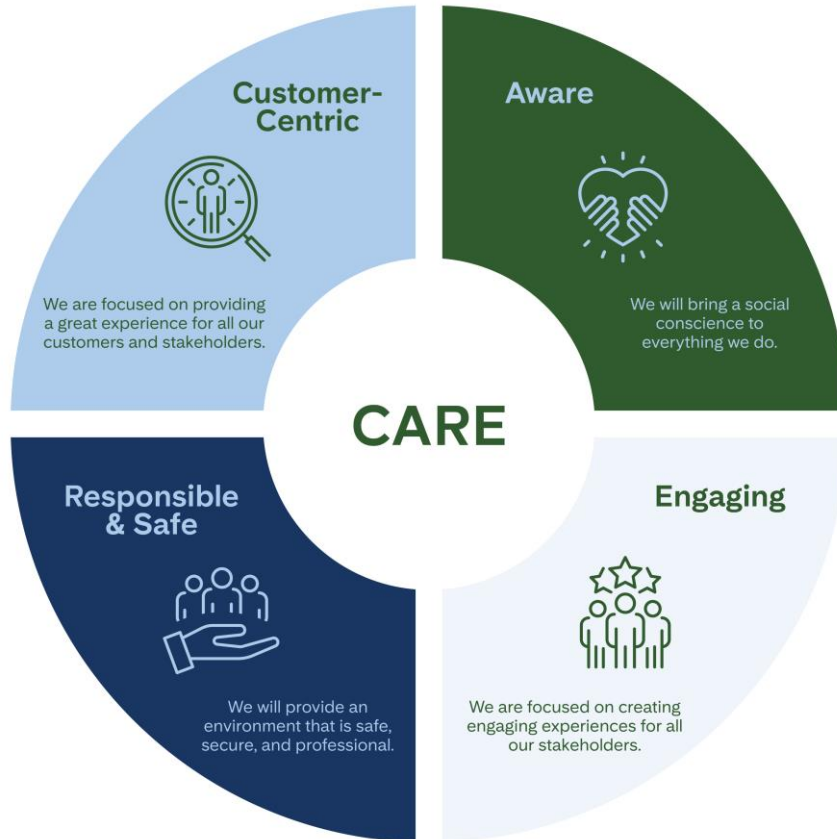 Customer-
Centric
We are focused on providing
a great experience for all our
customers and stakeholders.
Aware
We will bring a social
conscience to
everything we do.
CARE
Responsible
& Safe
We will provide an
environment that is safe,
secure, and professional.
Engaging
We are focused on creating
engaging experiences for all
our stakeholders.